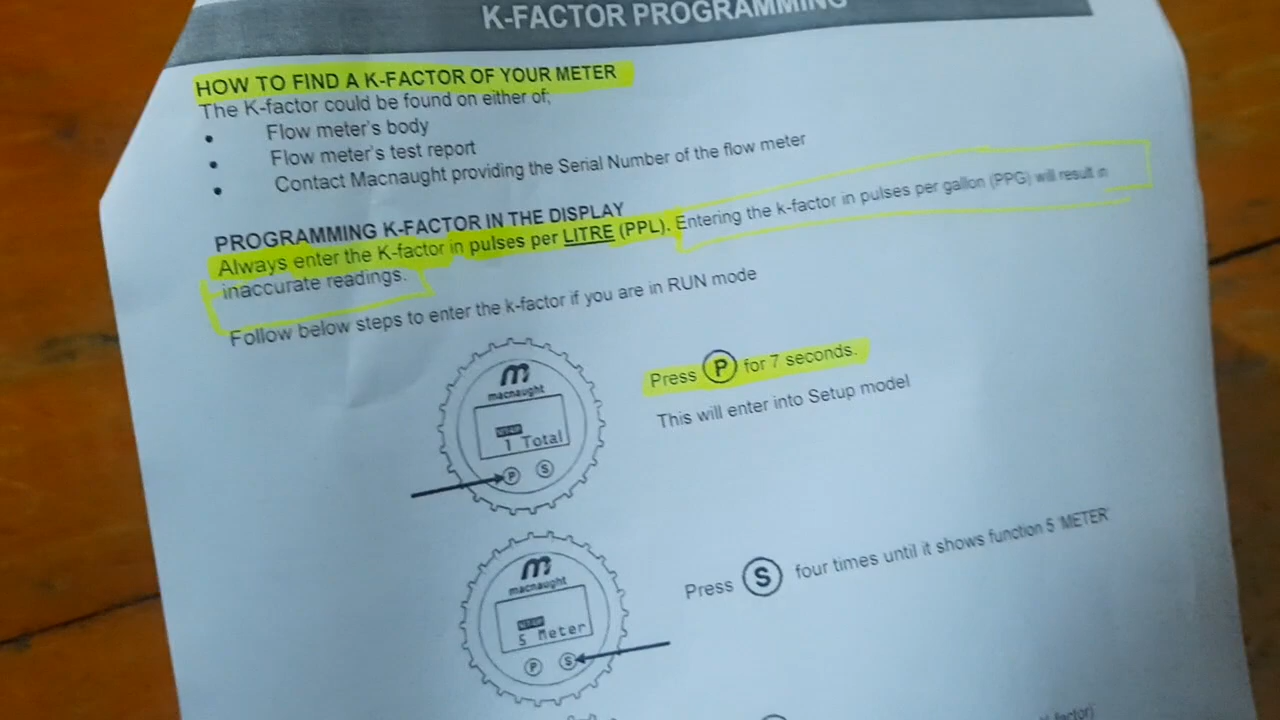 K-FACTOR PROGRAMMING
HOW TO FIND A K-FACTOR OF YOUR METER
The K-factor could be found on either of;
• Flow meter's body
• Flow meter's test report
• Contact Macnaught providing the Serial Number of the flow meter
PROGRAMMING K-FACTOR IN THE DISPLAY
Always enter the K-factor in pulses per LITRE (PPL). Entering the k-factor in pulses per gallon (PPG) will result in
inaccurate readings.
Follow below steps to enter the k-factor if you are in RUN mode
Press P for 7 seconds.
This will enter into Setup model
m
macnaught
1 Total
P S
Press S four times until it shows function 5 'METER'
m
macnaught
5 Meter
P S
factor)